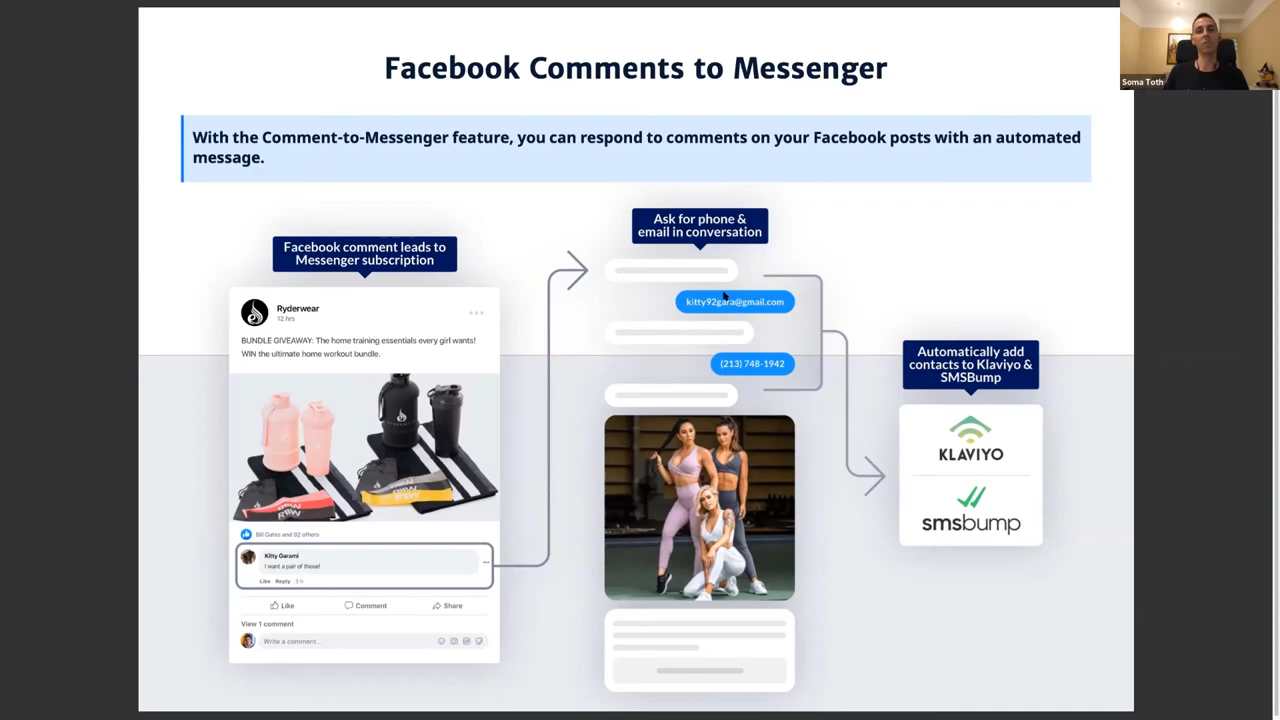 Facebook Comments to Messenger
Soma Toth
With the Comment-to-Messenger feature, you can respond to comments on your Facebook posts with an automated
message.
Facebook comment leads to
Messenger subscription
Ryderwear
12 hrs
BUNDLE GIVEAWAY: The home training essentials every girl wants!
WIN the ultimate home workout bundle.
Bill Gates and 92 others
Kitty Garami
I want a pair of those!
Like Reply 3 h
Like Comment Share
View 1 comment
Write a comment...
Ask for phone &
email in conversation
kitty92gara@gmail.com
(213) 748-1942
Automatically add
contacts to Klaviyo &
SMSBump
KLAVIYO
smsbump